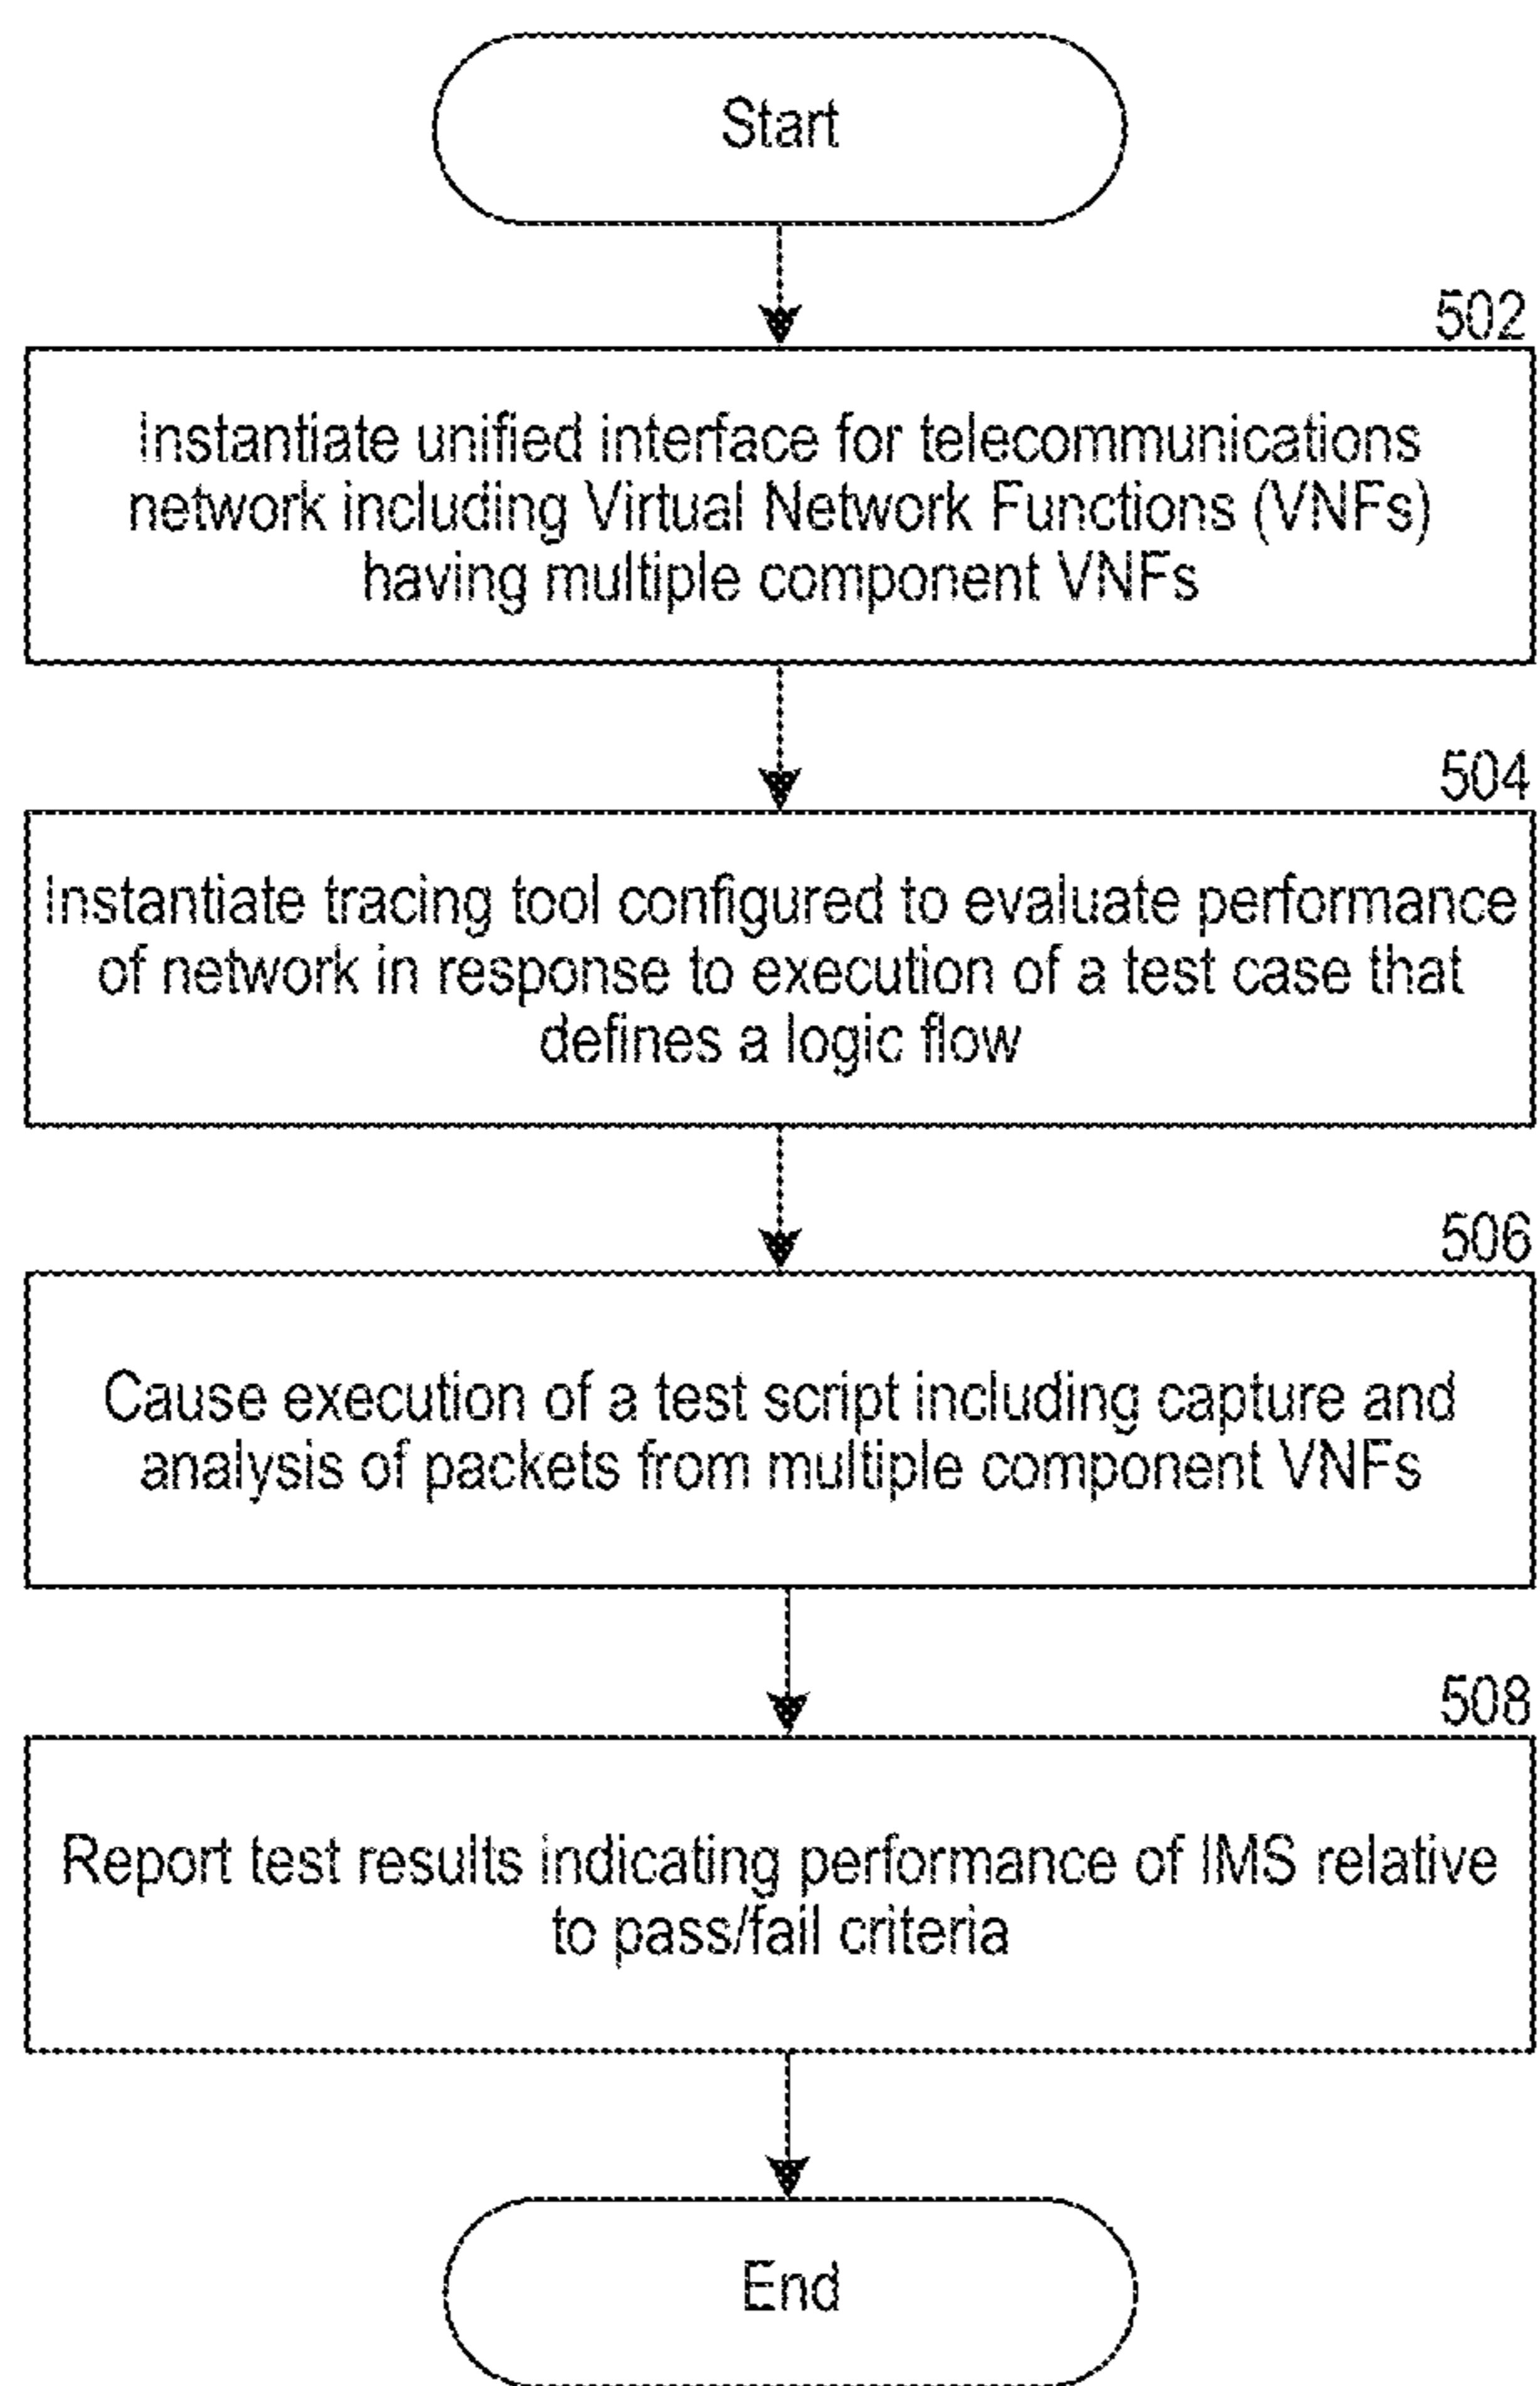 Start
502
Instantiate unified interface for telecommunications
network including Virtual Network Functions (VNFs)
having multiple component VNFs
504
Instantiate tracing tool configured to evaluate performance
of network in response to execution of a test case that
defines a logic flow
506
Cause execution of a test script including capture and
analysis of packets from multiple component VNFs
508
Report test results indicating performance of IMS relative
to pass/fail criteria
End